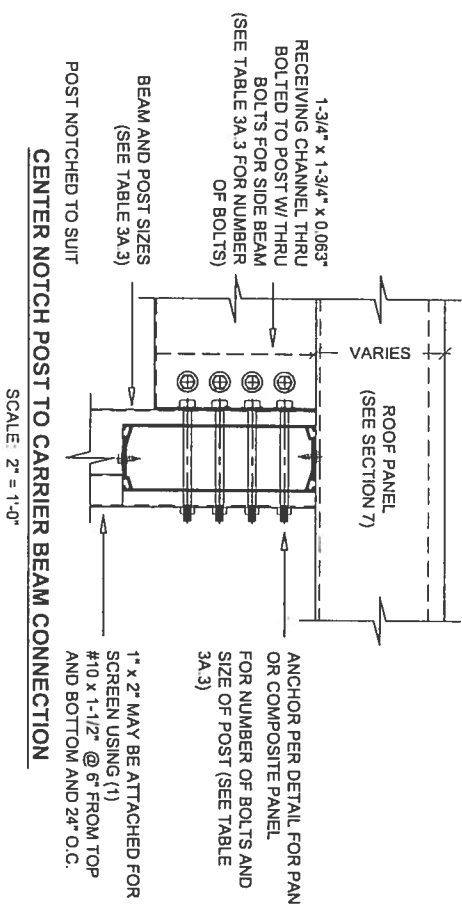 1-3/4" x 1-3/4" x 0.063"
RECEIVING CHANNEL THRU
BOLTED TO POST W/ THRU
BOLTS FOR SIDE BEAM
(SEE TABLE 3A.3 FOR NUMBER
OF BOLTS)
BEAM AND POST SIZES
(SEE TABLE 3A.3)
POST NOTCHED TO SUIT
VARIES
ROOF PANEL
(SEE SECTION 7)
ANCHOR PER DETAIL FOR PAN
OR COMPOSITE PANEL
FOR NUMBER OF BOLTS AND
SIZE OF POST (SEE TABLE
3A.3)
1" x 2" MAY BE ATTACHED FOR
SCREEN USING (1)
#10 x 1-1/2" @ 6" FROM TOP
AND BOTTOM AND 24" O.C.
CENTER NOTCH POST TO CARRIER BEAM CONNECTION
SCALE: 2" = 1'-0"